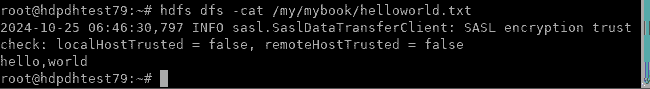 root@hdpdhtest79:~# hdfs dfs -cat /my/mybook/helloworld.txt
2024-10-25 06:46:30,797 INFO sasl.SaslDataTransferClient: SASL encryption trust
check: localHostTrusted = false, remoteHostTrusted = false
hello,world
root@hdpdhtest79:~#